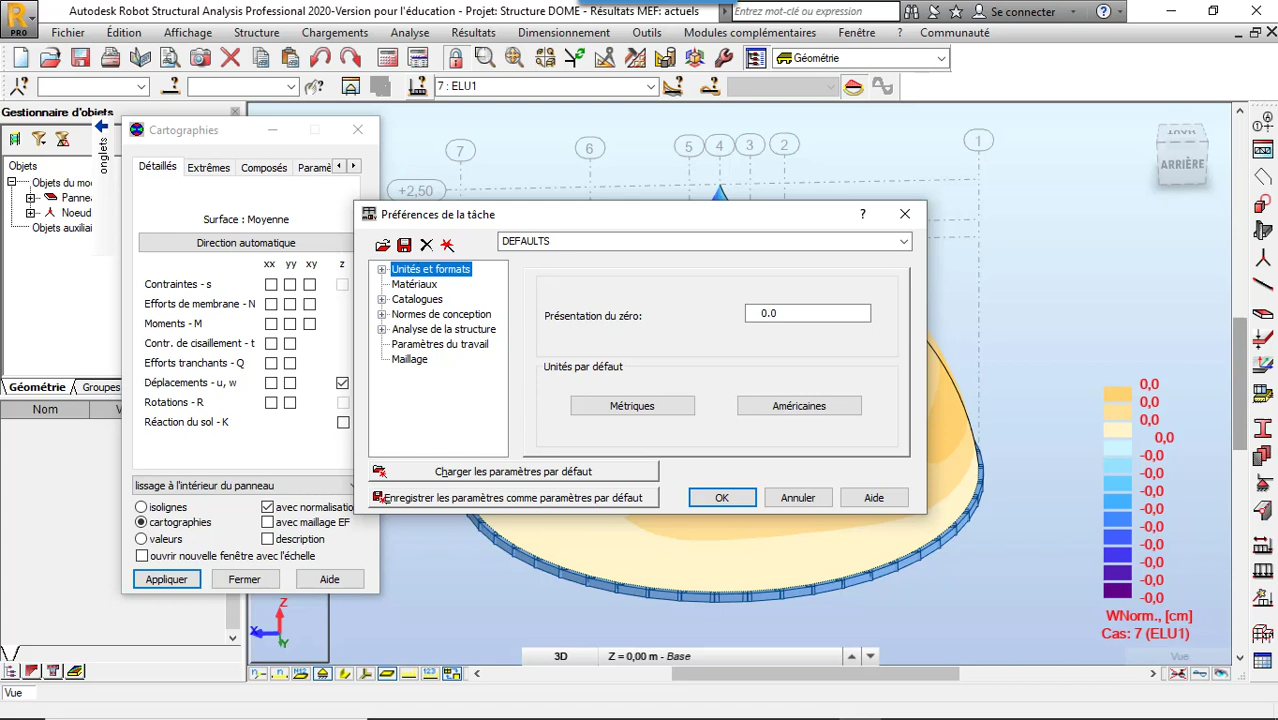 Autodesk Robot Structural Analysis Professional 2020-Version pour l'éducation - Projet: Structure DOME - Résultats MEF: actuels
Entrez mot-clé ou expression
Se connecter
?
R
PRO
Fichier Édition Affichage Structure Chargements Analyse Résultats Dimensionnement Outils Modules complémentaires Fenêtre ? Communauté
Géométrie
7 : ELU1
Gestionnaire d'objets
onglets
Objets
Objets du mo
Panne
Noeud
Objets auxiliai
Géométrie Groupes
Nom
Cartographies
Détaillés Extrêmes Composés Paramè
Surface : Moyenne
Direction automatique
xx yy xy z
Contraintes - s
Efforts de membrane - N
Moments - M
Contr. de cisaillement - t
Efforts tranchants - Q
Déplacements - u, w
Rotations - R
Réaction du sol - K
lissage à l'intérieur du panneau
isolignes
avec normalisatio
cartographies
avec maillage EF
valeurs
description
ouvrir nouvelle fenêtre avec l'échelle
Appliquer Fermer Aide
7 6 5 4 3 2 1
+2,50
ARRIÈRE
Préférences de la tâche
?
DEFAULTS
Unités et formats
Matériaux
Catalogues
Normes de conception
Analyse de la structure
Paramètres du travail
Maillage
Présentation du zéro:
0.0
Unités par défaut
Métriques Américaines
Charger les paramètres par défaut
Enregistrer les paramètres comme paramètres par défaut
OK Annuler Aide
0,0
0,0
0,0
0,0
-0,0
-0,0
-0,0
-0,0
-0,0
-0,0
-0,0
-0,0
WNorm., [cm]
Cas: 7 (ELU1)
Z
X
Y
3D
Z = 0,00 m - Base
Vue
Vue